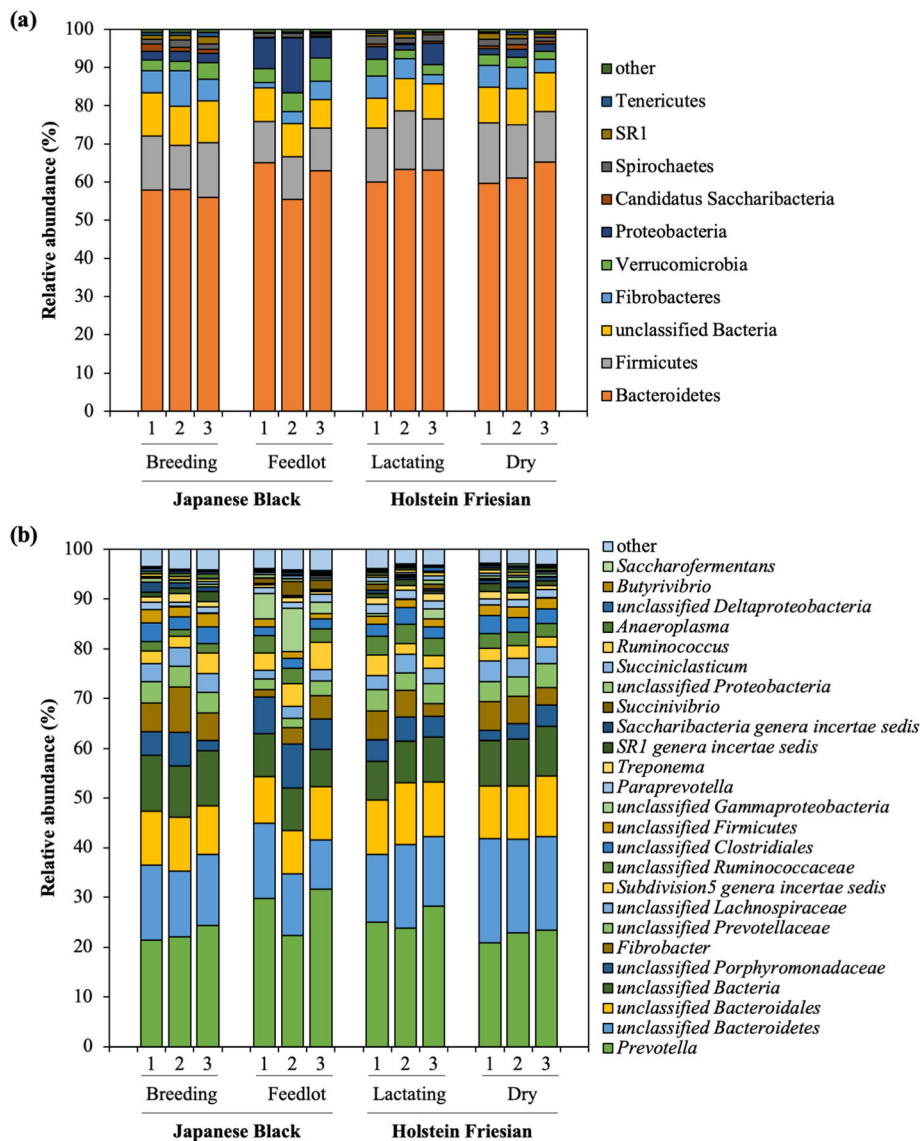 (a)
Relative abundance (%)
100
90
80
70
60
50
40
30
20
10
0
other
Tenericutes
SR1
Spirochaetes
Candidatus Saccharibacteria
Proteobacteria
Verrucomicrobia
Fibrobacteres
unclassified Bacteria
Firmicutes
Bacteroidetes
1 2 3 1 2 3 1 2 3 1 2 3
Breeding Feedlot Lactating Dry
Japanese Black Holstein Friesian
(b)
Relative abundance (%)
100
90
80
70
60
50
40
30
20
10
0
other
Saccharofermentans
Butyrivibrio
unclassified Deltaproteobacteria
Anaeroplasma
Ruminococcus
Succiniclasticum
unclassified Proteobacteria
Succinivibrio
Saccharibacteria genera incertae sedis
SR1 genera incertae sedis
Treponema
Paraprevotella
unclassified Gammaproteobacteria
unclassified Firmicutes
unclassified Clostridiales
unclassified Ruminococcaceae
Subdivision5 genera incertae sedis
unclassified Lachnospiraceae
unclassified Prevotellaceae
Fibrobacter
unclassified Porphyromonadaceae
unclassified Bacteria
unclassified Bacteroidales
unclassified Bacteroidetes
Prevotella
1 2 3 1 2 3 1 2 3 1 2 3
Breeding Feedlot Lactating Dry
Japanese Black Holstein Friesian